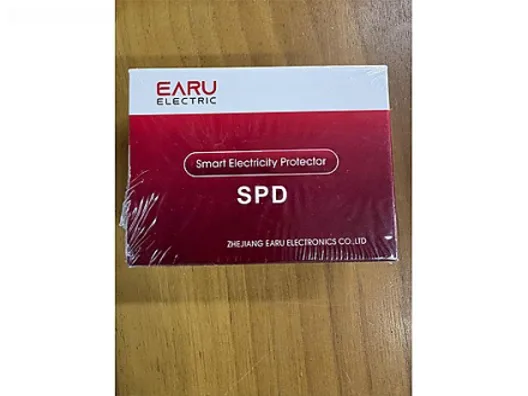 EARU
ELECTRIC
Smart Electricity Protector
SPD
ZHEJIANG EARU ELECTRONICS CO.,LTD